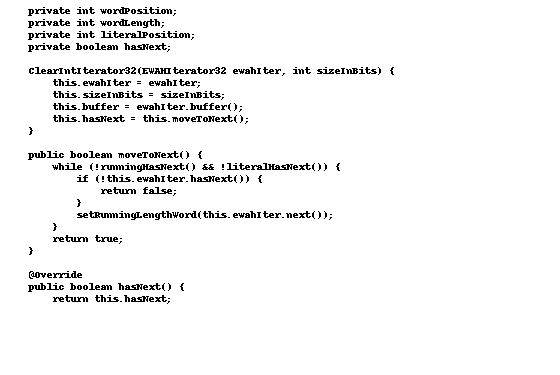 private int wordPosition;
private int wordLength;
private int literalPosition;
private boolean hasNext;
ClearIntIterator32(EWAHIterator32 ewahIter, int sizeInBits) {
this.ewahIter = ewahIter;
this.sizeInBits = sizeInBits;
this.buffer = ewahIter.buffer();
this.hasNext = this.moveToNext();
}
public boolean moveToNext() {
while (!runningHasNext() && !literalHasNext()) {
if (!this.ewahIter.hasNext()) {
return false;
}
setRunningLengthWord(this.ewahIter.next());
}
return true;
}
@Override
public boolean hasNext() {
return this.hasNext;